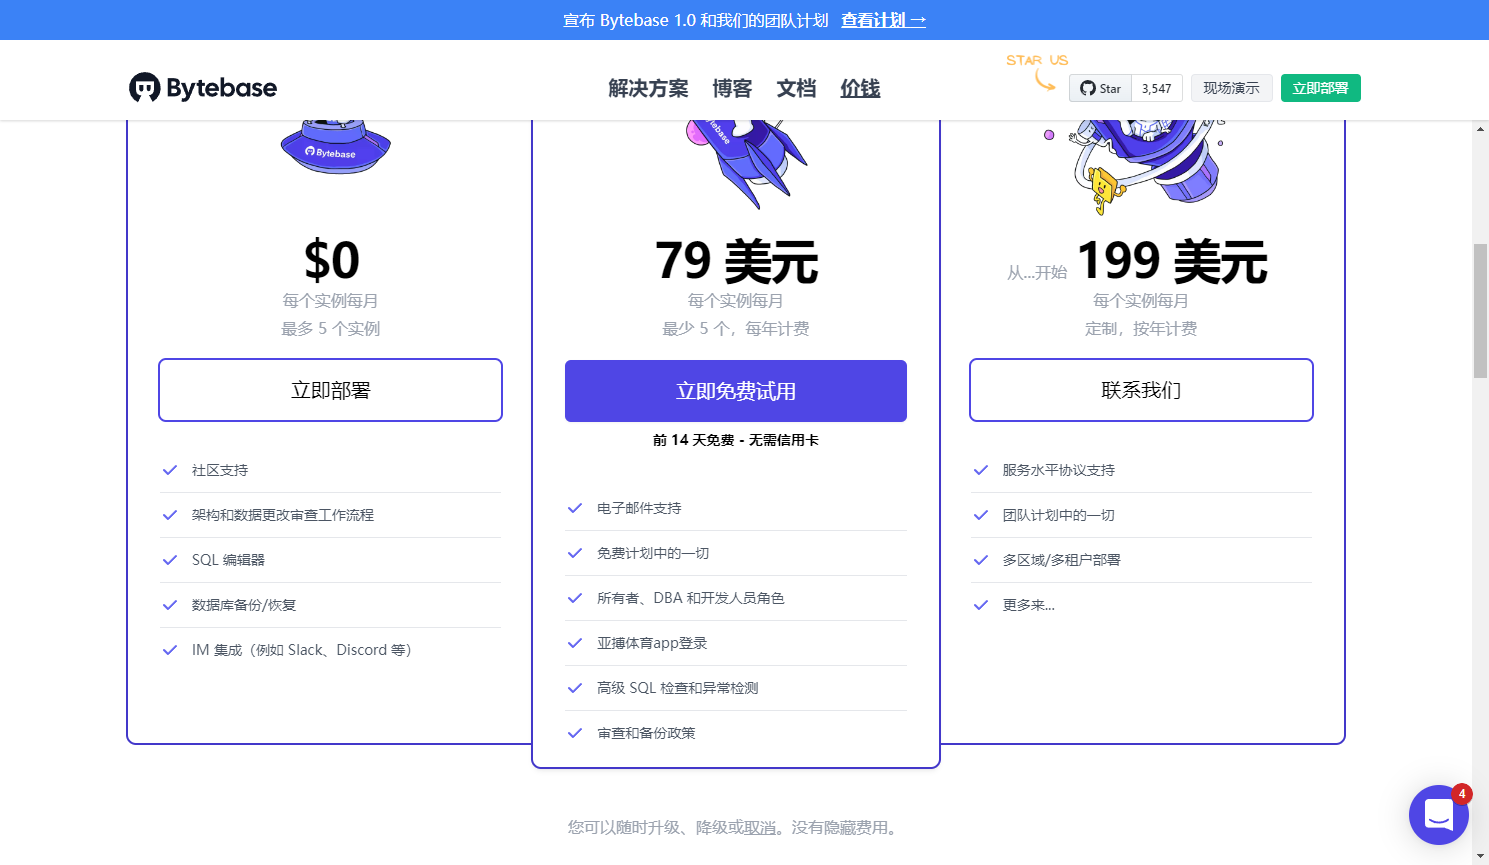 宣布 Bytebase 1.0 和我们的团队计划 查看计划 →
STAR US
Bytebase 解决方案 博客 文档 价钱 Star 3,547 现场演示 立即部署
Bytebase
Bytebase
$0
每个实例每月
最多 5 个实例
立即部署
社区支持
架构和数据更改审查工作流程
SQL 编辑器
数据库备份/恢复
IM 集成（例如 Slack、Discord 等）
79 美元
每个实例每月
最少 5 个，每年计费
立即免费试用
前 14 天免费 - 无需信用卡
电子邮件支持
免费计划中的一切
所有者、DBA 和开发人员角色
亚搏体育app登录
高级 SQL 检查和异常检测
审查和备份政策
从...开始 199 美元
每个实例每月
定制，按年计费
联系我们
服务水平协议支持
团队计划中的一切
多区域/多租户部署
更多来...
您可以随时升级、降级或取消。没有隐藏费用。
4